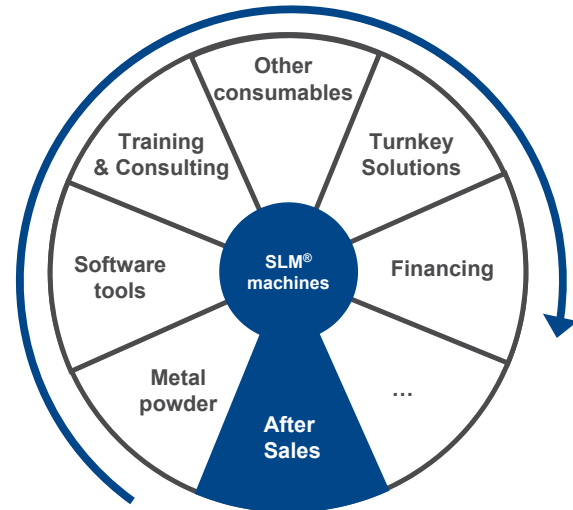 Other
consumables
Turnkey
Solutions
Financing
...
After
Sales
Metal
powder
Software
tools
Training
& Consulting
SLM®
machines